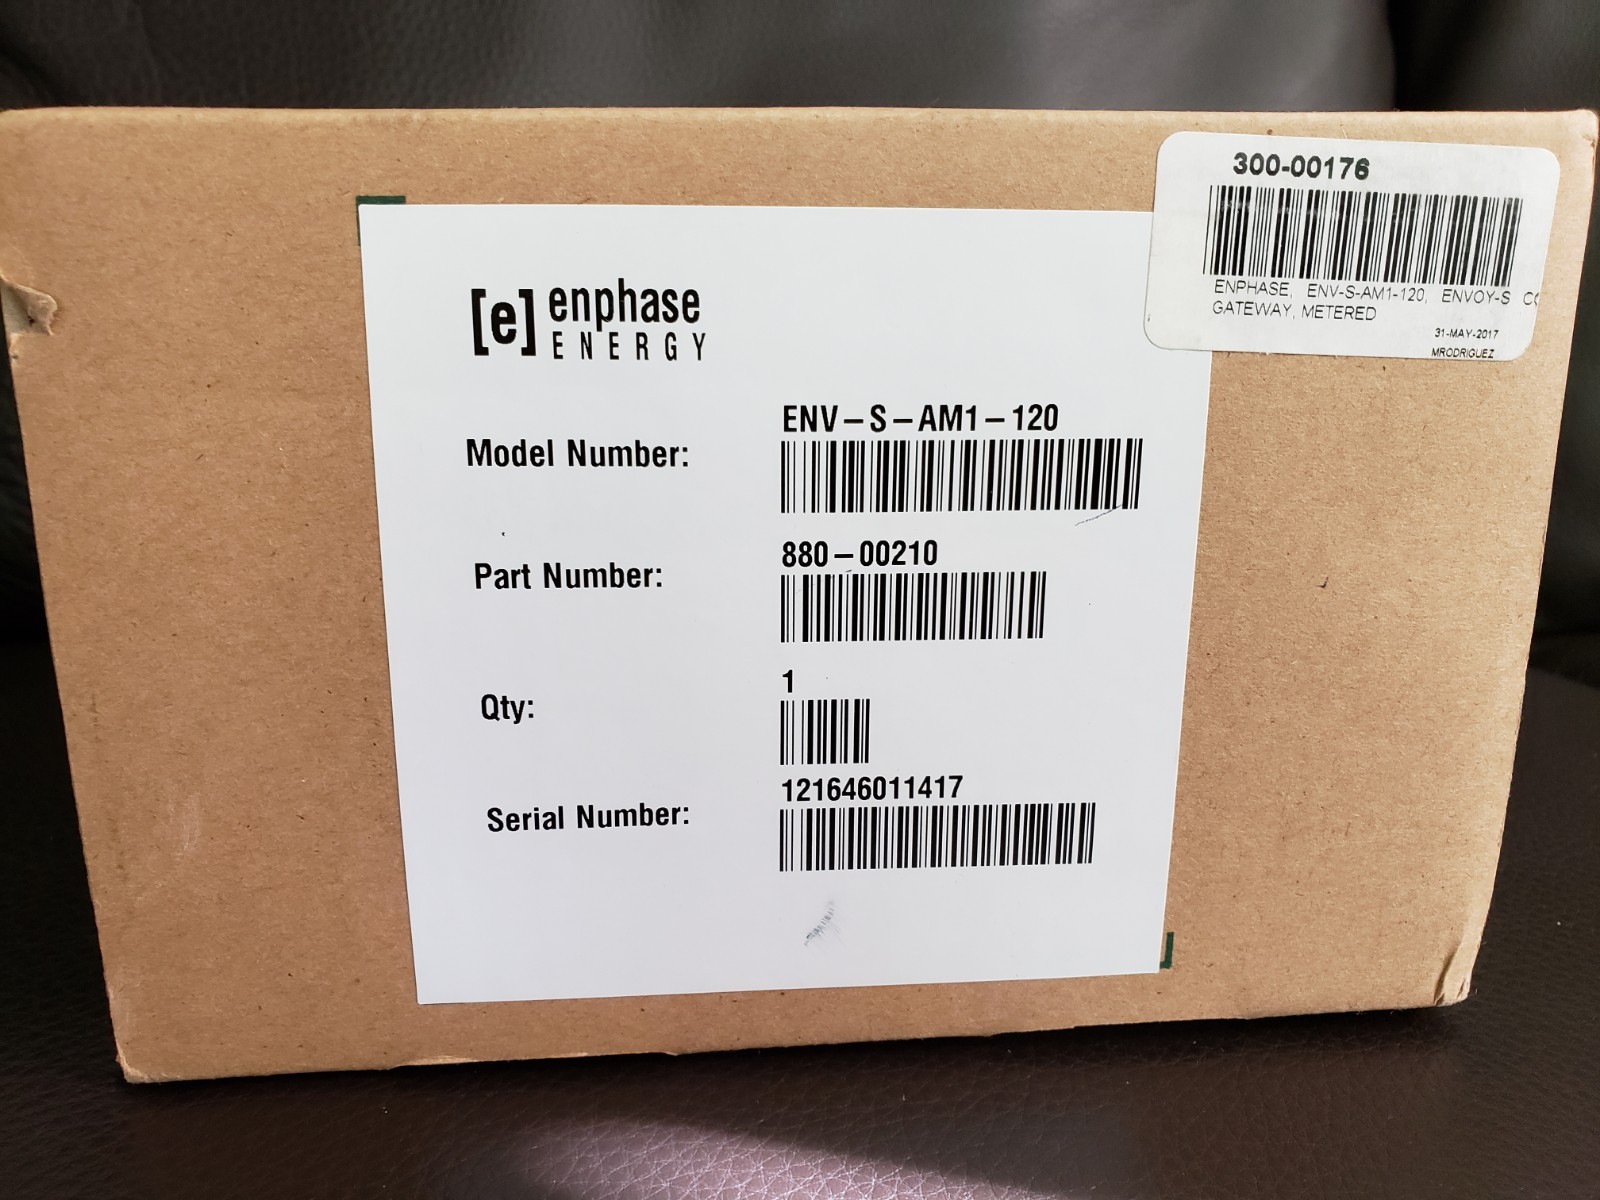 300-00176
ENPHASE, ENV-S-AM1-120, ENVOY-S
GATEWAY, METERED
31-MAY-2017
MRODRIGUEZ
[e] enphase
ENERGY
ENV-S-AM1-120
Model Number:
880-00210
Part Number:
1
Qty:
121646011417
Serial Number: